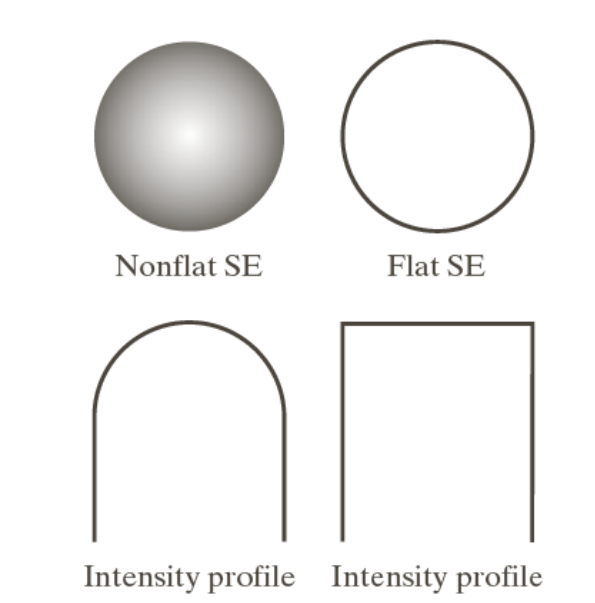 Nonflat SE
Flat SE
Intensity profile
Intensity profile